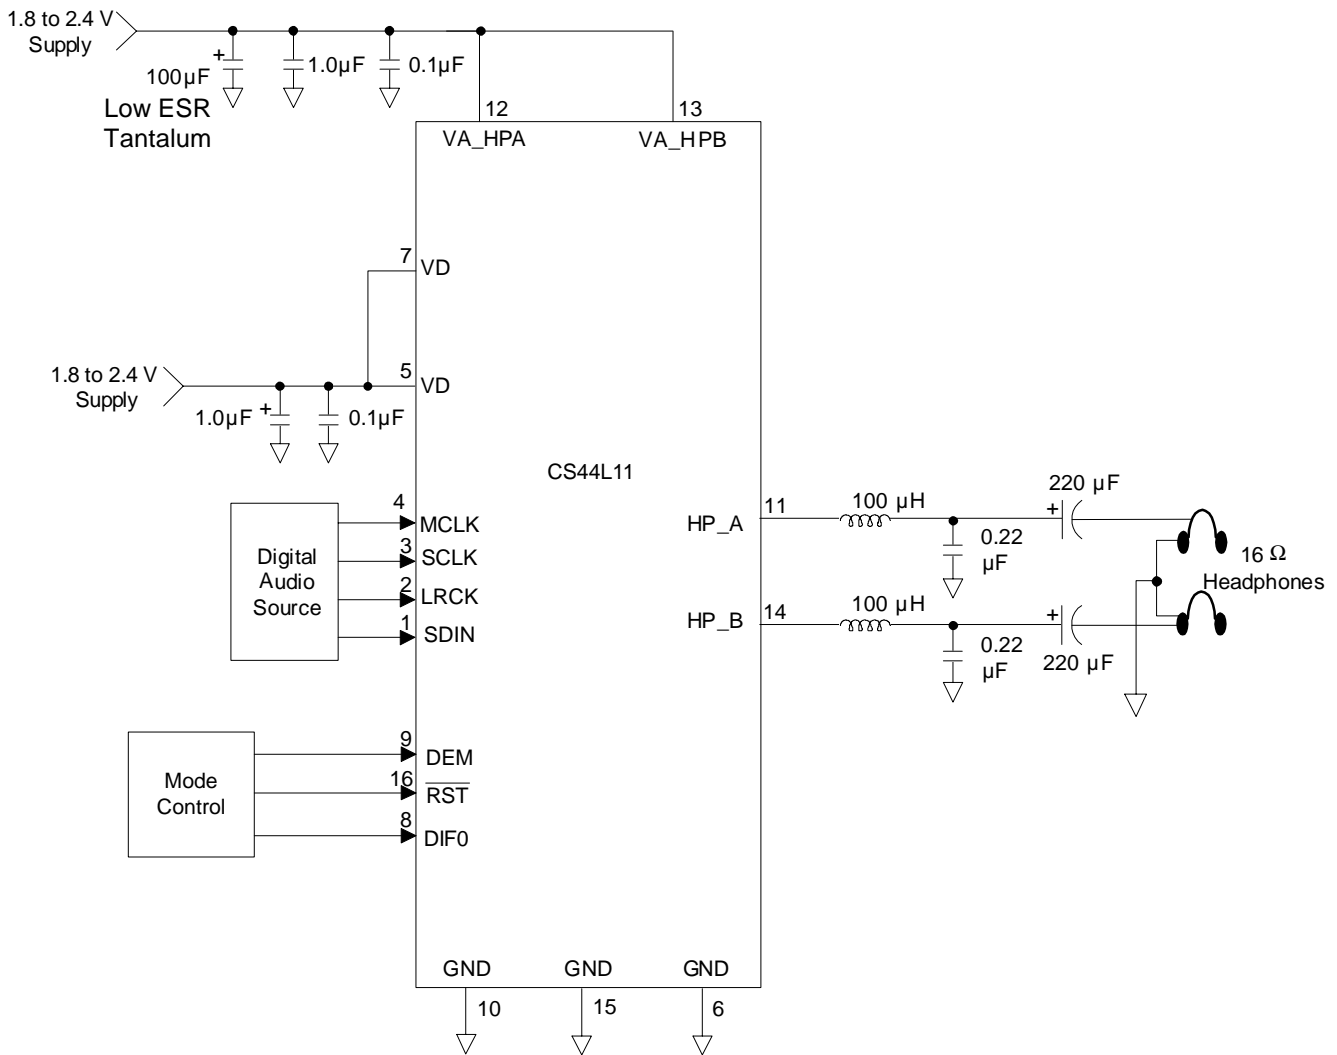 1.8 to 2.4 V
Supply
+
100µF
1.0µF
0.1µF
Low ESR
Tantalum
12
13
VA_HPA
VA_HPB
7
VD
1.8 to 2.4 V
Supply
5
VD
1.0µF
+
0.1µF
CS44L11
Digital
Audio
Source
4
MCLK
3
SCLK
2
LRCK
1
SDIN
HP_A
11
100 µH
0.22
µF
+
220 µF
16 Ω
Headphones
HP_B
14
100 µH
0.22
µF
+
220 µF
Mode
Control
9
DEM
16
RST
8
DIF0
GND
GND
GND
10
15
6